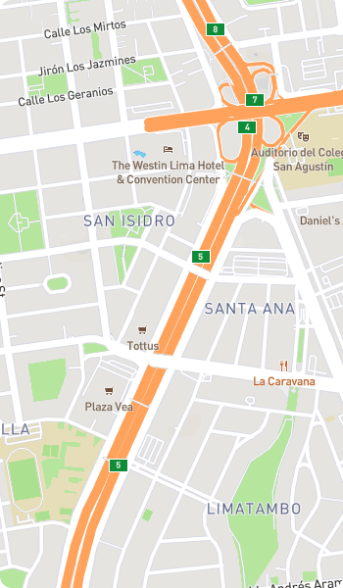 Calle Los Mirtos
8
Jirón Los Jazmines
Calle Los Geranios
7
4
Auditorio del Coleg
San Agustín
The Westin Lima Hotel
& Convention Center
SAN ISIDRO
Daniel's
5
SANTA ANA
Tottus
La Caravana
Plaza Vea
LLA
5
LIMATAMBO
Andrés Aram